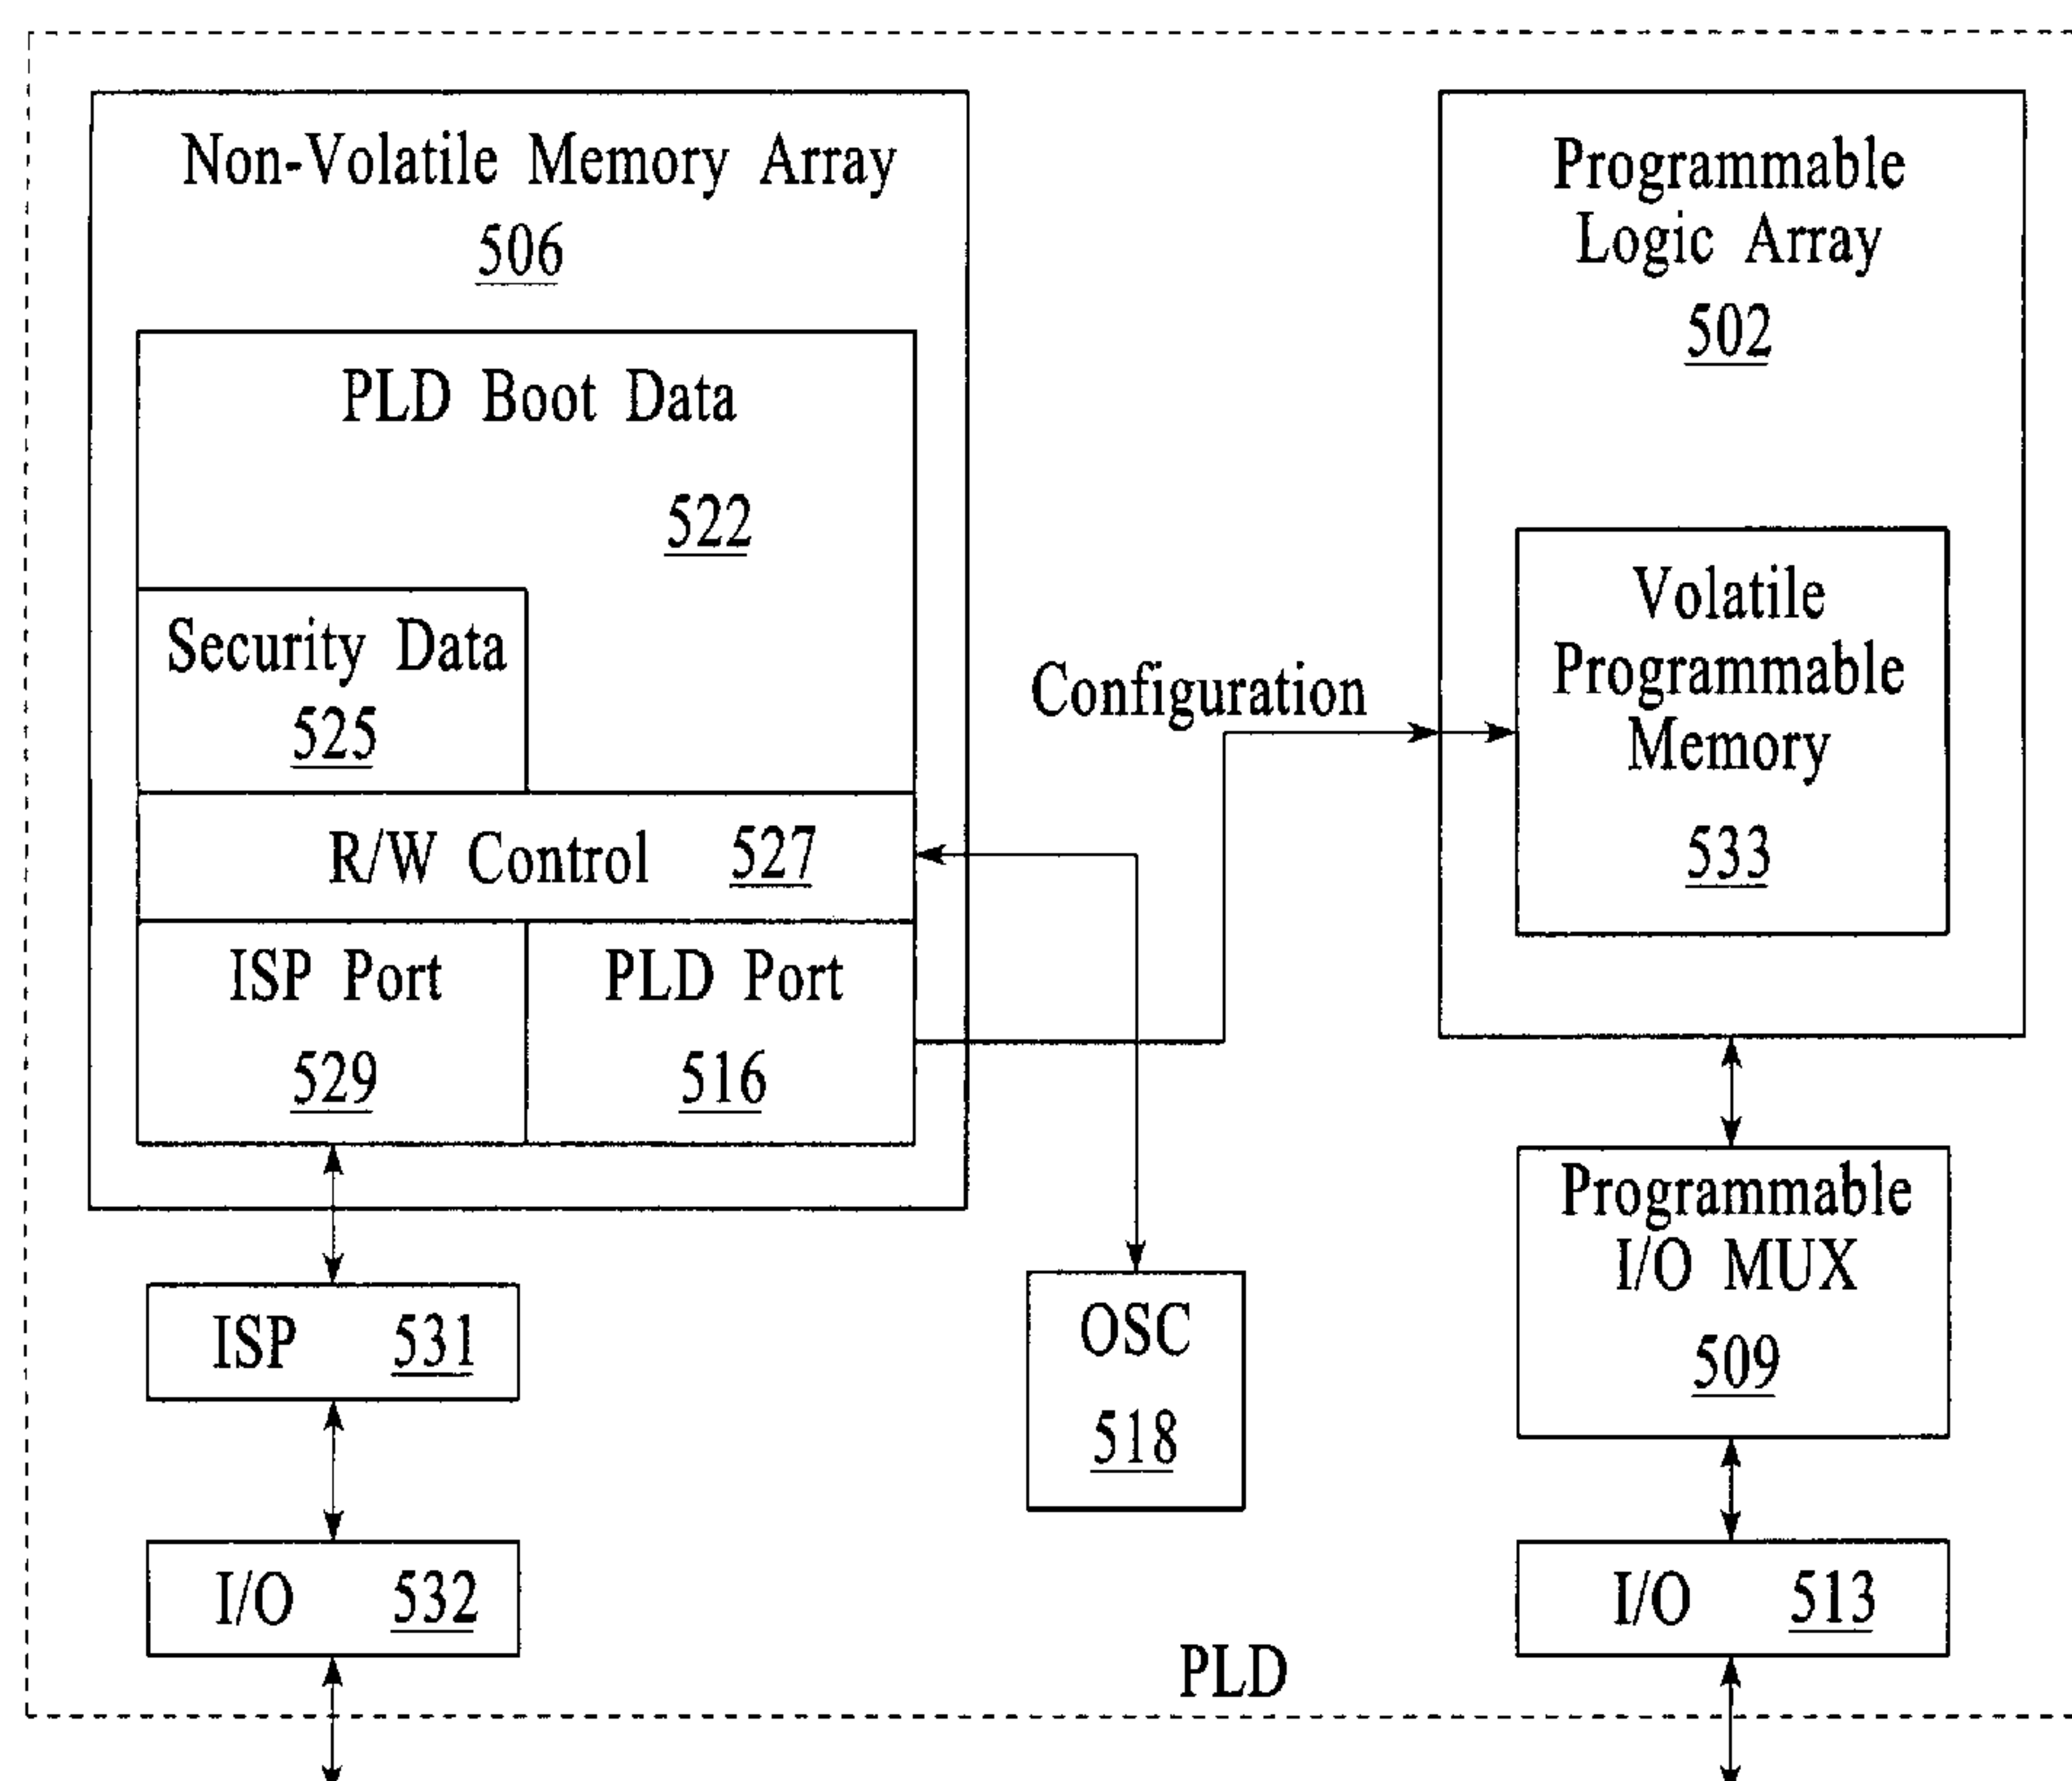 Non-Volatile Memory Array
506
PLD Boot Data
522
Security Data
525
R/W Control 527
ISP Port
529
PLD Port
516
ISP 531
I/O 532
Configuration
OSC
518
Programmable
Logic Array
502
Volatile
Programmable
Memory
533
Programmable
I/O MUX
509
I/O 513
PLD